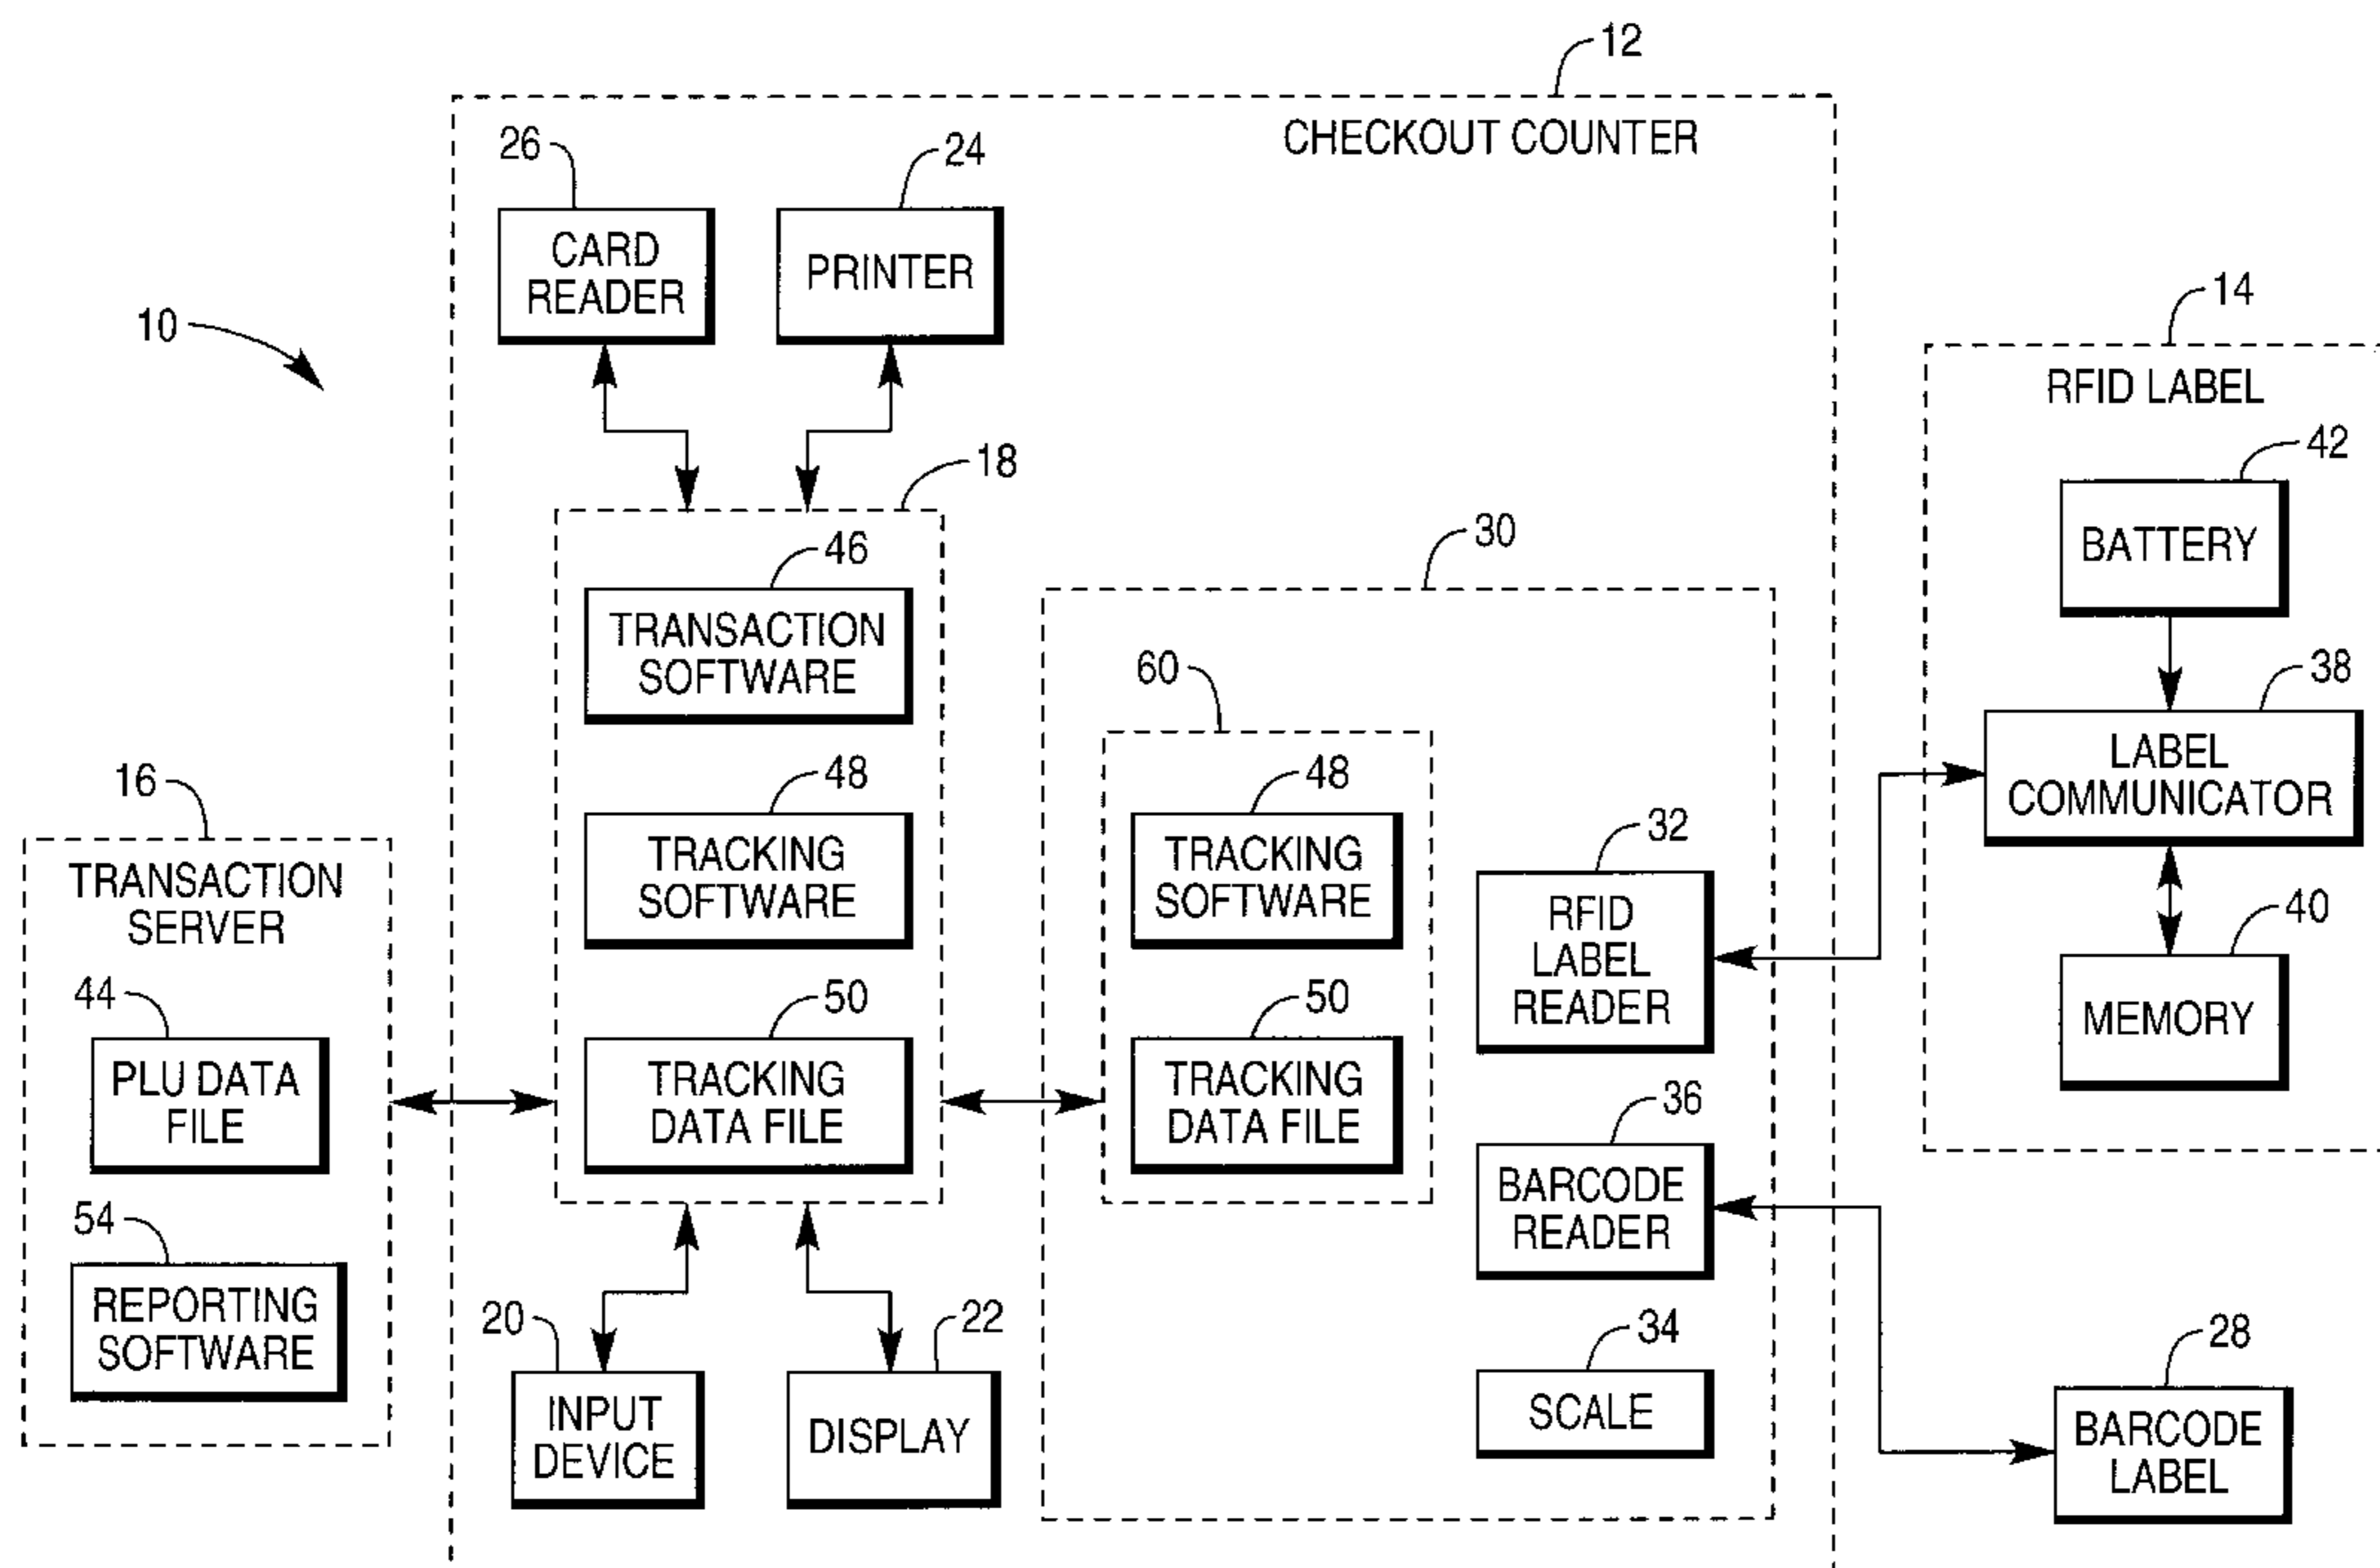 12
CHECKOUT COUNTER
26
24
CARD
READER
PRINTER
10
14
RFID LABEL
18
42
BATTERY
30
46
TRANSACTION
SOFTWARE
60
38
LABEL
COMMUNICATOR
16
TRANSACTION
SERVER
48
TRACKING
SOFTWARE
48
TRACKING
SOFTWARE
32
RFID
LABEL
READER
40
MEMORY
44
PLU DATA
FILE
50
TRACKING
DATA FILE
50
TRACKING
DATA FILE
36
BARCODE
READER
54
REPORTING
SOFTWARE
20
INPUT
DEVICE
22
DISPLAY
34
SCALE
28
BARCODE
LABEL